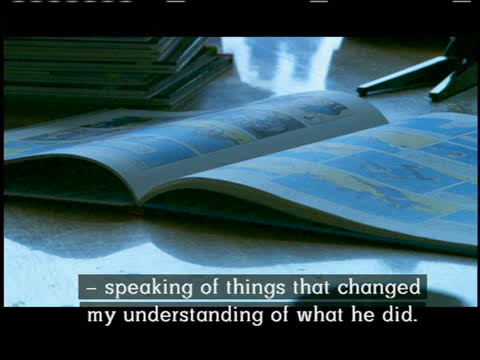 – speaking of things that changed
my understanding of what he did.